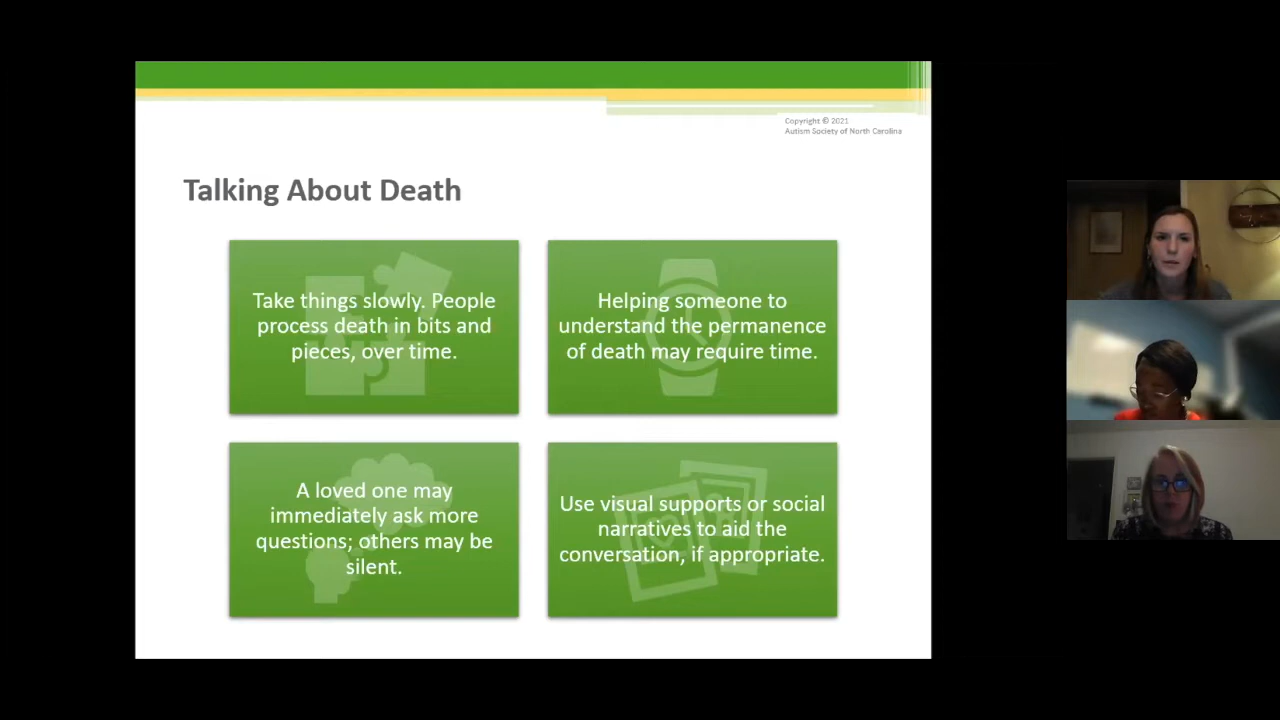 Copyright © 2021
Autism Society of North Carolina
Talking About Death
Take things slowly. People
process death in bits and
pieces, over time.
Helping someone to
understand the permanence
of death may require time.
A loved one may
immediately ask more
questions; others may be
silent.
Use visual supports or social
narratives to aid the
conversation, if appropriate.